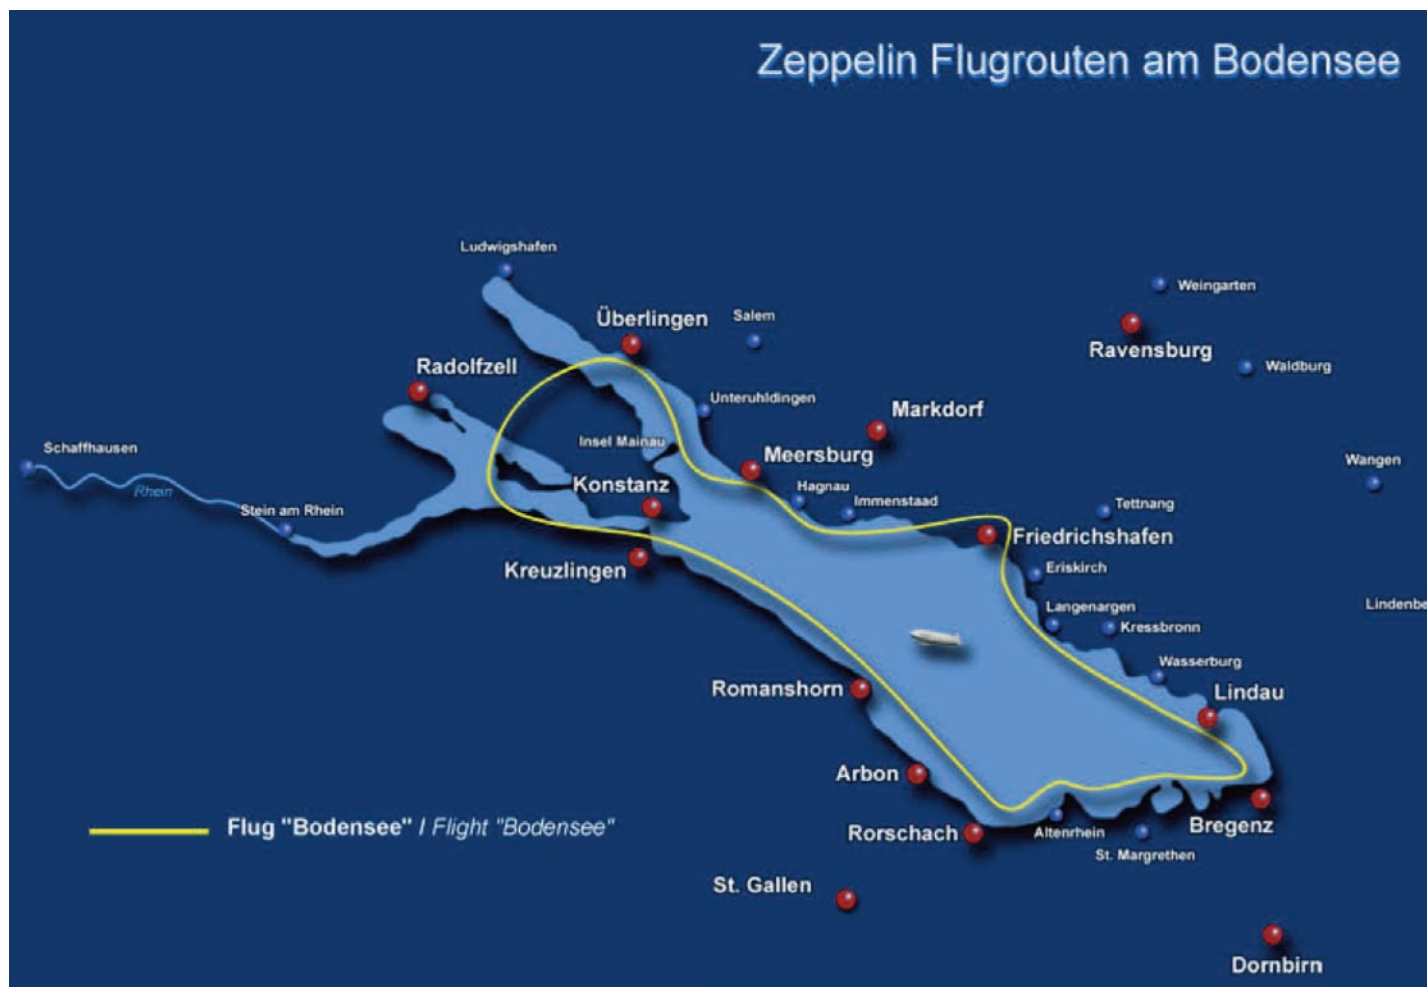 Zeppelin Flugrouten am Bodensee
Ludwigshafen
Weingarten
Überlingen
Salem
Ravensburg
Radolfzell
Waldburg
Unteruhldingen
Markdorf
Schaffhausen
Insel Mainau
Meersburg
Wangen
Rhein
Konstanz
Hagnau
Immenstaad
Tettnang
Stein am Rhein
Friedrichshafen
Kreuzlingen
Eriskirch
Langenargen
Lindenbe
Kressbronn
Wasserburg
Romanshorn
Lindau
Arbon
Flug "Bodensee" / Flight "Bodensee"
Rorschach
Altenrhein
Bregenz
St. Margrethen
St. Gallen
Dornbirn